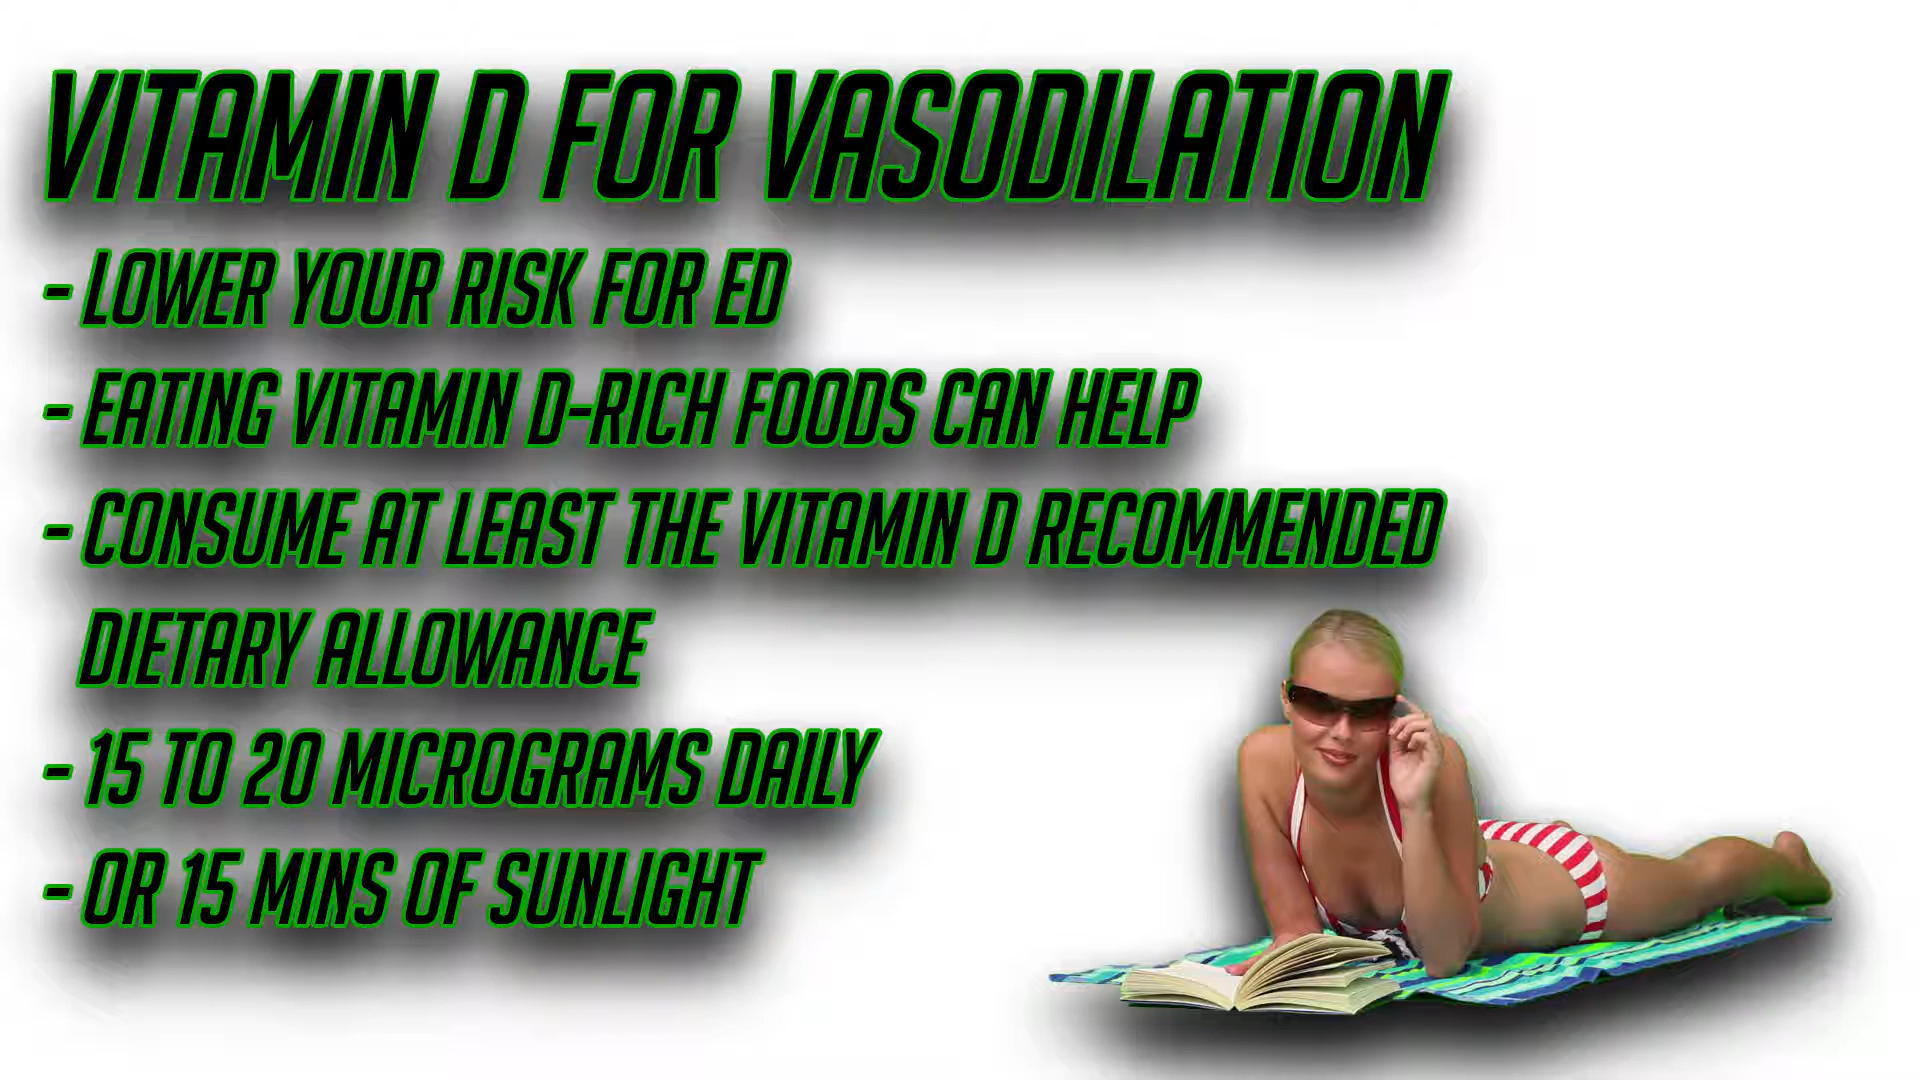 VITAMIN D FOR VASODILATION
- LOWER YOUR RISK FOR ED
- EATING VITAMIN D-RICH FOODS CAN HELP
- CONSUME AT LEAST THE VITAMIN D RECOMMENDED
DIETARY ALLOWANCE
- 15 TO 20 MICROGRAMS DAILY
- OR 15 MINS OF SUNLIGHT